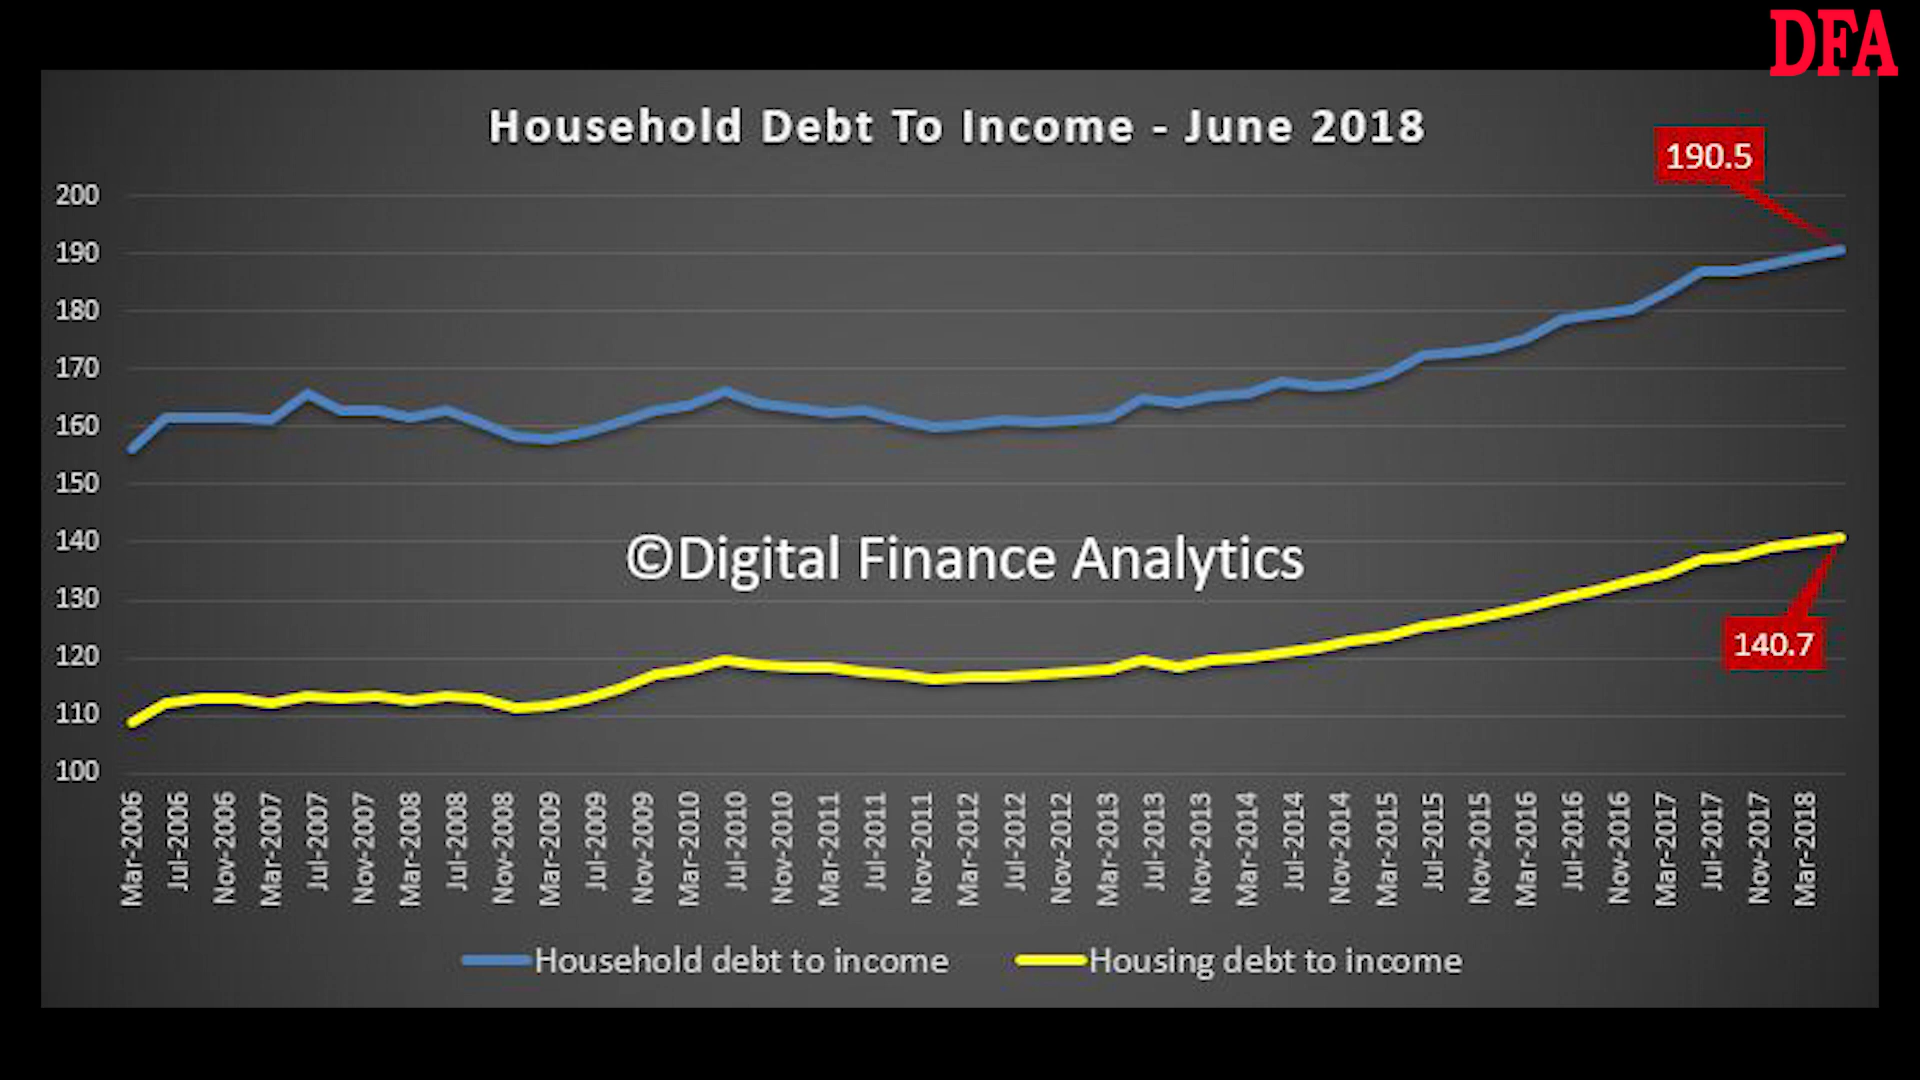 DFA
Household Debt To Income - June 2018
190.5
200
190
180
170
160
150
140
130
120
110
100
©Digital Finance Analytics
140.7
Mar-2006
Jul-2006
Nov-2006
Mar-2007
Jul-2007
Nov-2007
Mar-2008
Jul-2008
Nov-2008
Mar-2009
Jul-2009
Nov-2009
Mar-2010
Jul-2010
Nov-2010
Mar-2011
Jul-2011
Nov-2011
Mar-2012
Jul-2012
Nov-2012
Mar-2013
Jul-2013
Nov-2013
Mar-2014
Jul-2014
Nov-2014
Mar-2015
Jul-2015
Nov-2015
Mar-2016
Jul-2016
Nov-2016
Mar-2017
Jul-2017
Nov-2017
Mar-2018
Household debt to income
Housing debt to income